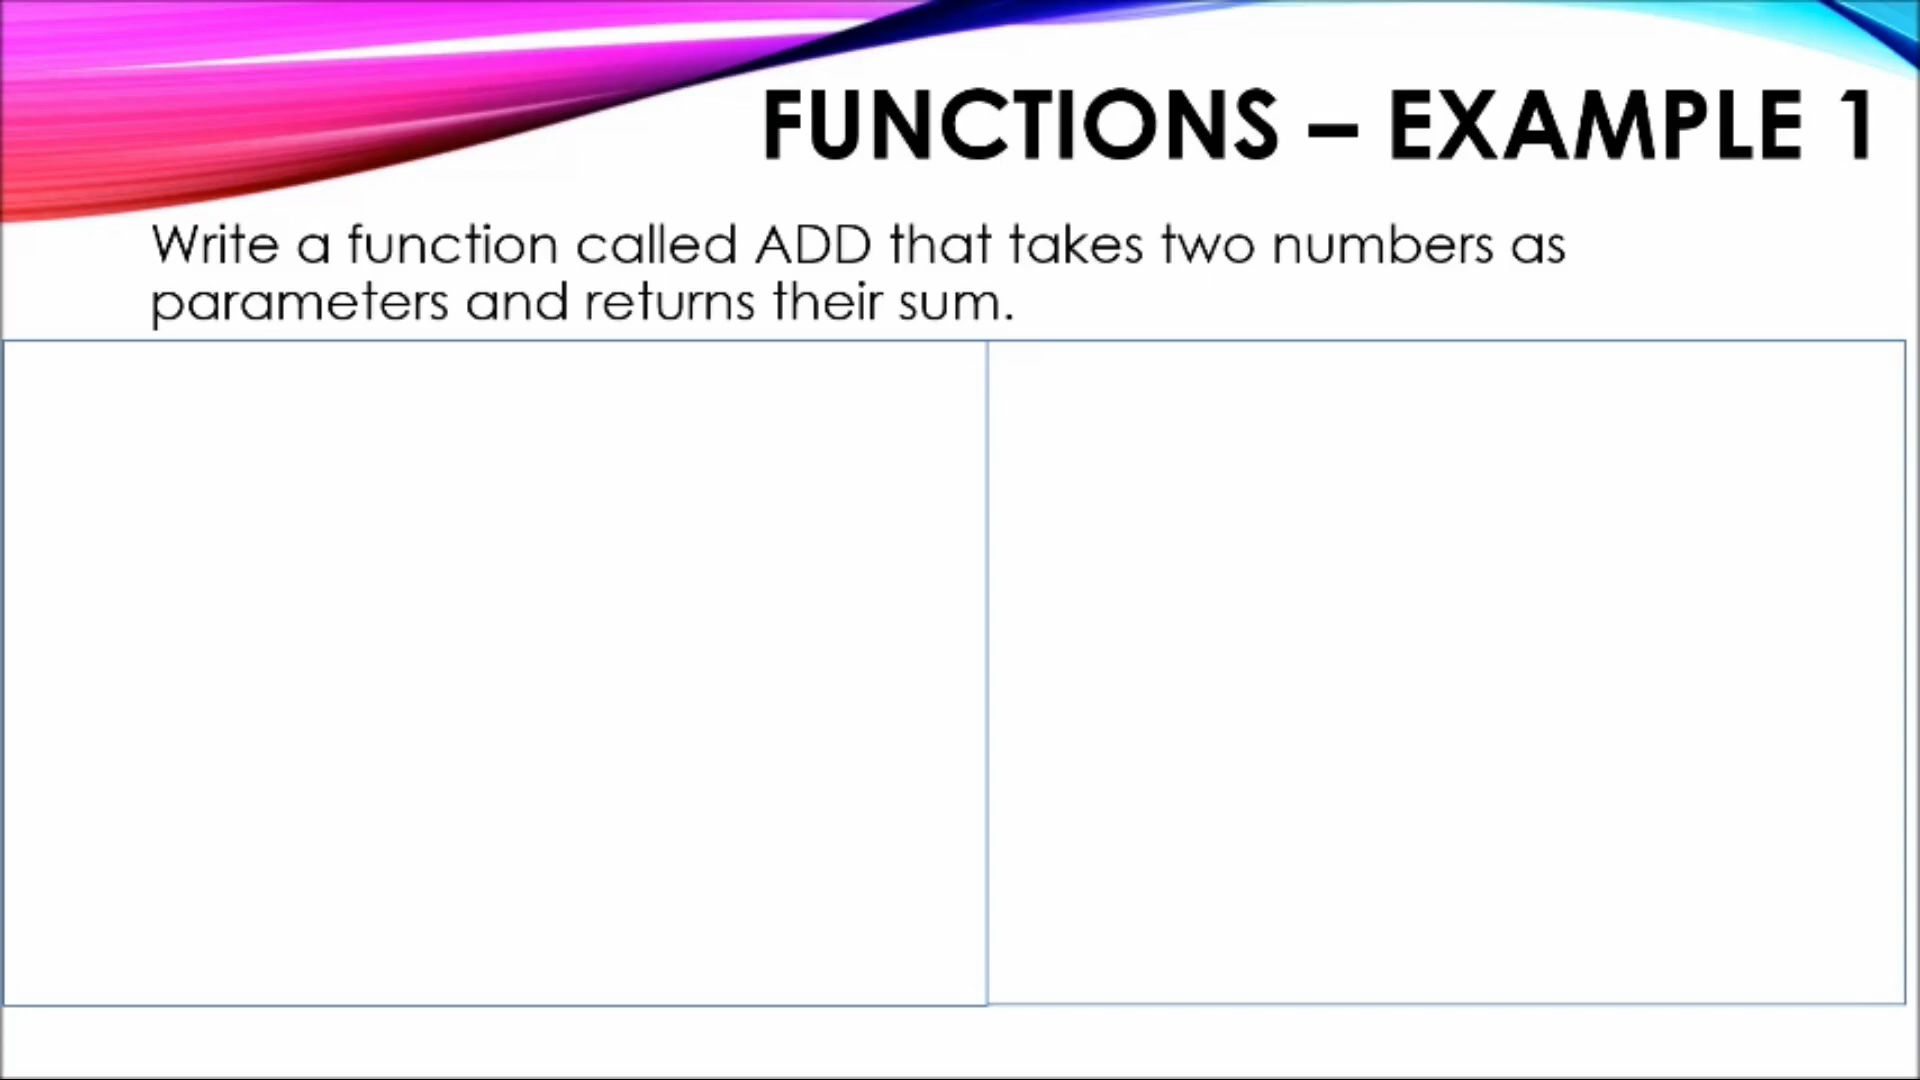 FUNCTIONS – EXAMPLE 1
Write a function called ADD that takes two numbers as
parameters and returns their sum.